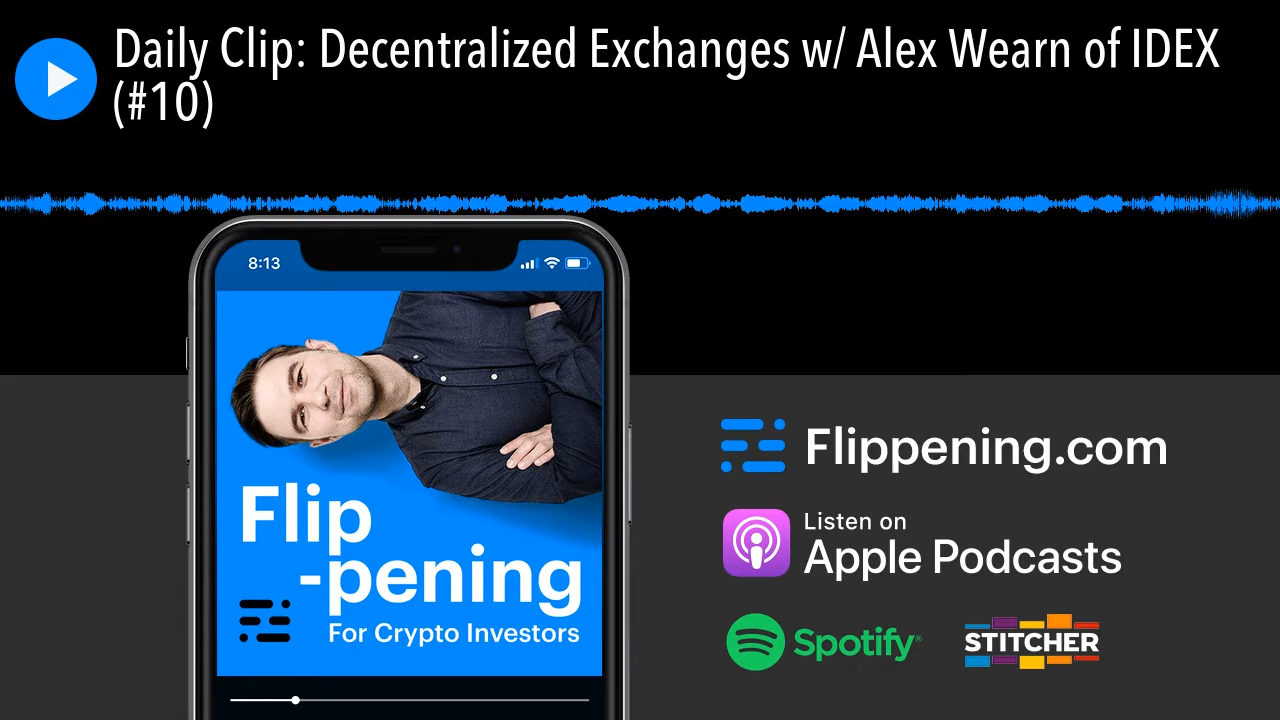 Daily Clip: Decentralized Exchanges w/ Alex Wearn of IDEX
(#10)
8:13
Flip
-pening
For Crypto Investors
Flippening.com
Listen on
Apple Podcasts
Spotify®
STITCHER